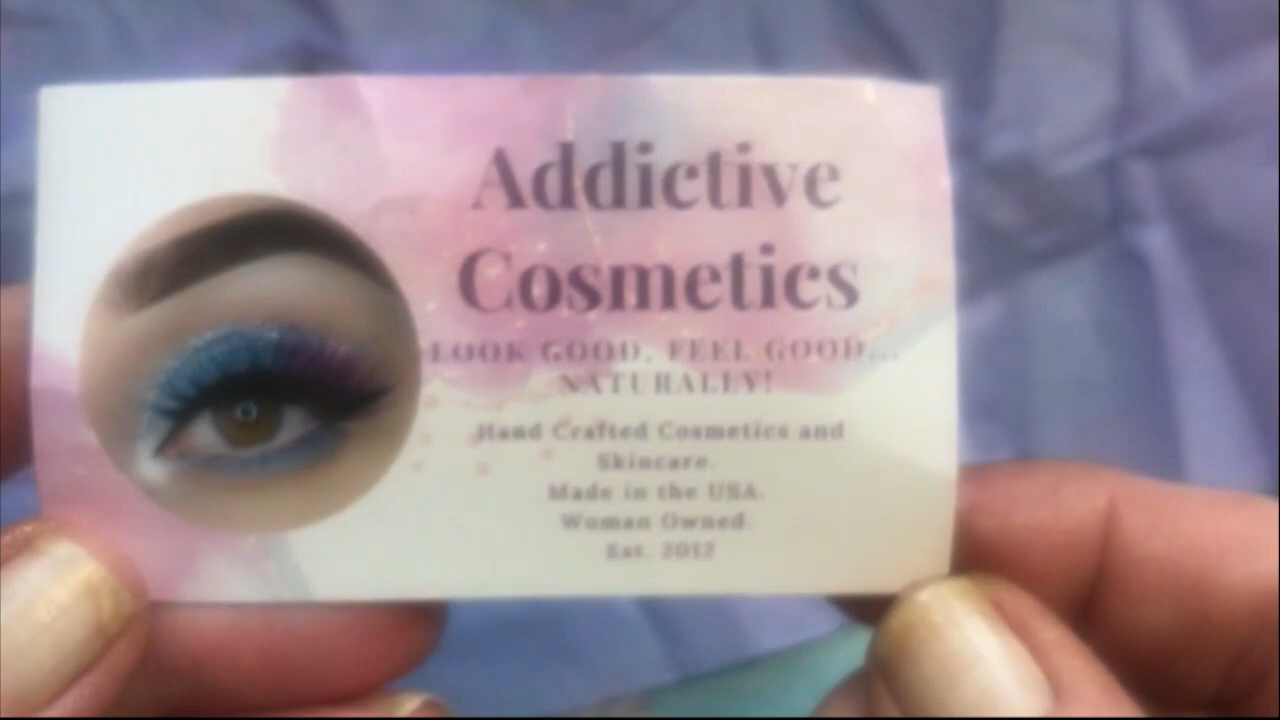 Addictive
Cosmetics
LOOK GOOD, FEEL GOOD...
NATURALLY!
Hand Crafted Cosmetics and
Skincare.
Made in the USA.
Woman Owned.
Est. 2012